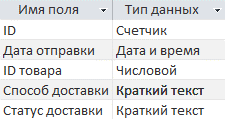 Имя поля Тип данных
ID Счетчик
Дата отправки Дата и время
ID товара Числовой
Способ доставки Краткий текст
Статус доставки Краткий текст